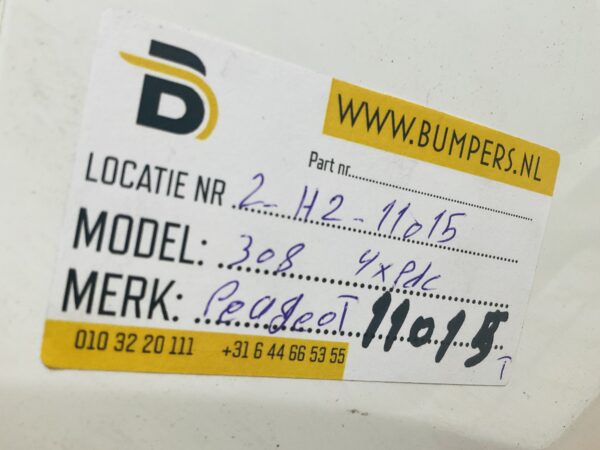 B
WWW.BUMPERS.NL
Part nr.
LOCATIE NR 2-H2-11015
MODEL: 308 4xPdc
MERK: PeugeoT 11015
T
010 32 20 111 +31 6 44 66 53 55